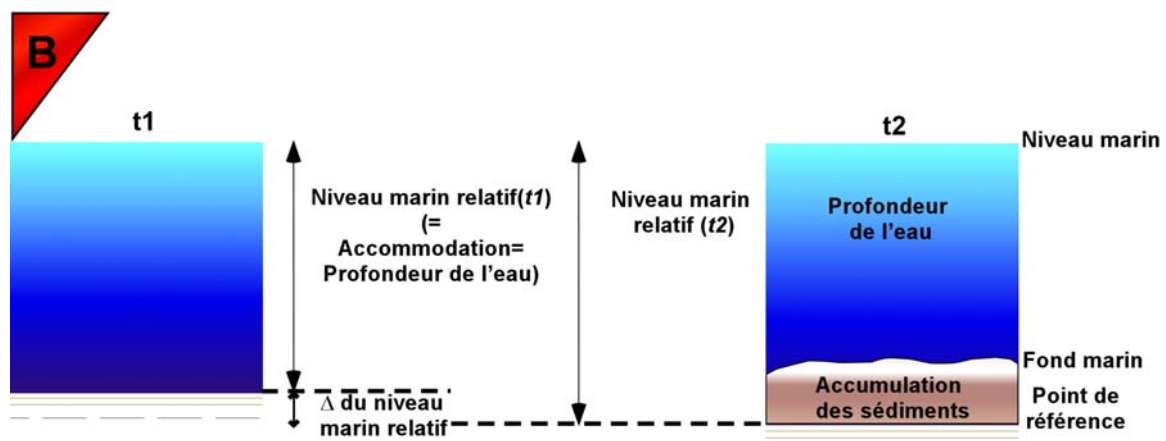 B
t1
Niveau marin relatif(t1)
(=
Accommodation=
Profondeur de l'eau)
Δ du niveau
marin relatif
Niveau marin
relatif (t2)
t2
Niveau marin
Profondeur
de l'eau
Fond marin
Accumulation
des sédiments
Point de
référence